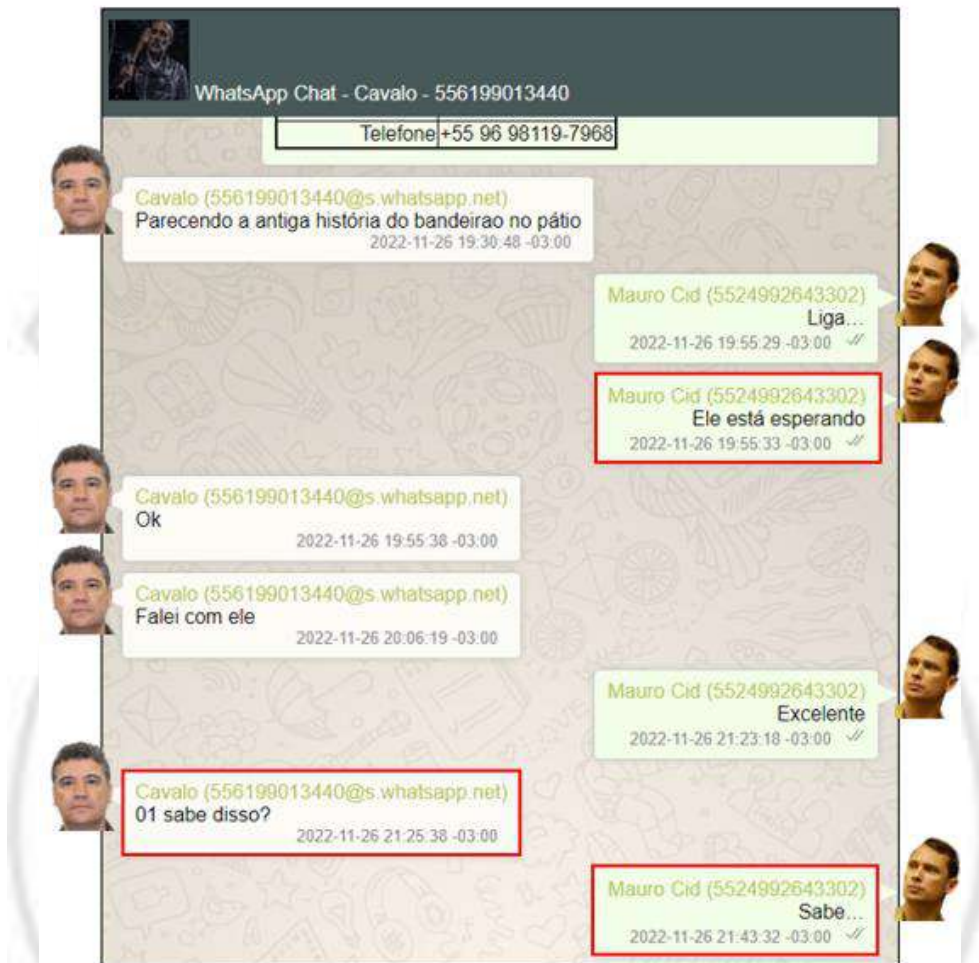 WhatsApp Chat - Cavalo - 556199013440
Telefone +55 96 98119-7968
Cavalo (556199013440@s.whatsapp.net)
Parecendo a antiga história do bandeirao no pátio
2022-11-26 19:30:48 -03:00
Mauro Cid (5524992643302)
Liga...
2022-11-26 19:55:29 -03:00
Mauro Cid (5524992643302)
Ele está esperando
2022-11-26 19:55:33 -03:00
Cavalo (556199013440@s.whatsapp.net)
Ok
2022-11-26 19:55:38 -03:00
Cavalo (556199013440@s.whatsapp.net)
Falei com ele
2022-11-26 20:06:19 -03:00
Mauro Cid (5524992643302)
Excelente
2022-11-26 21:23:18 -03:00
Cavalo (556199013440@s.whatsapp.net)
01 sabe disso?
2022-11-26 21:25:38 -03:00
Mauro Cid (5524992643302)
Sabe...
2022-11-26 21:43:32 -03:00